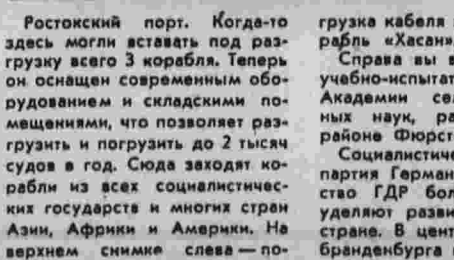 Ростокский порт. Когда-то
здесь могли вставать под раз-
грузку всего 3 корабля. Теперь
он оснащен современным обо-
рудованием и складскими по-
мещениями, что позволяет раз-
грузить и погрузить до 2 тысяч
судов в год. Сюда заходят ко-
рабли из всех социалистичес-
ких государств и многих стран
Азии, Африки и Америки. На
верхнем снимке слева — по-
грузка кабеля
рабль «Хасан»
Справа вы в
учебно-испытат
Академии сел
ных наук, ра
районе Фюрст
Социалистиче
партия Герман
ство ГДР бол
уделяют разви
стране. В цент
бранденбурга